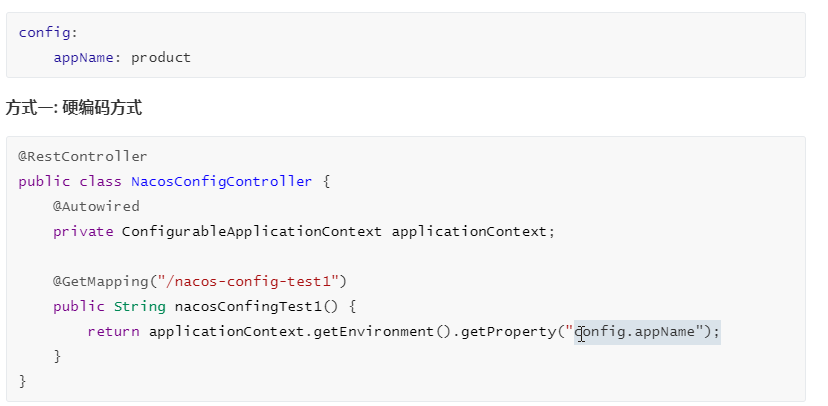 config:
    appName: product
方式一: 硬编码方式
@RestController
public class NacosConfigController {
    @Autowired
    private ConfigurableApplicationContext applicationContext;
    @GetMapping("/nacos-config-test1")
    public String nacosConfingTest1() {
        return applicationContext.getEnvironment().getProperty("config.appName");
    }
}